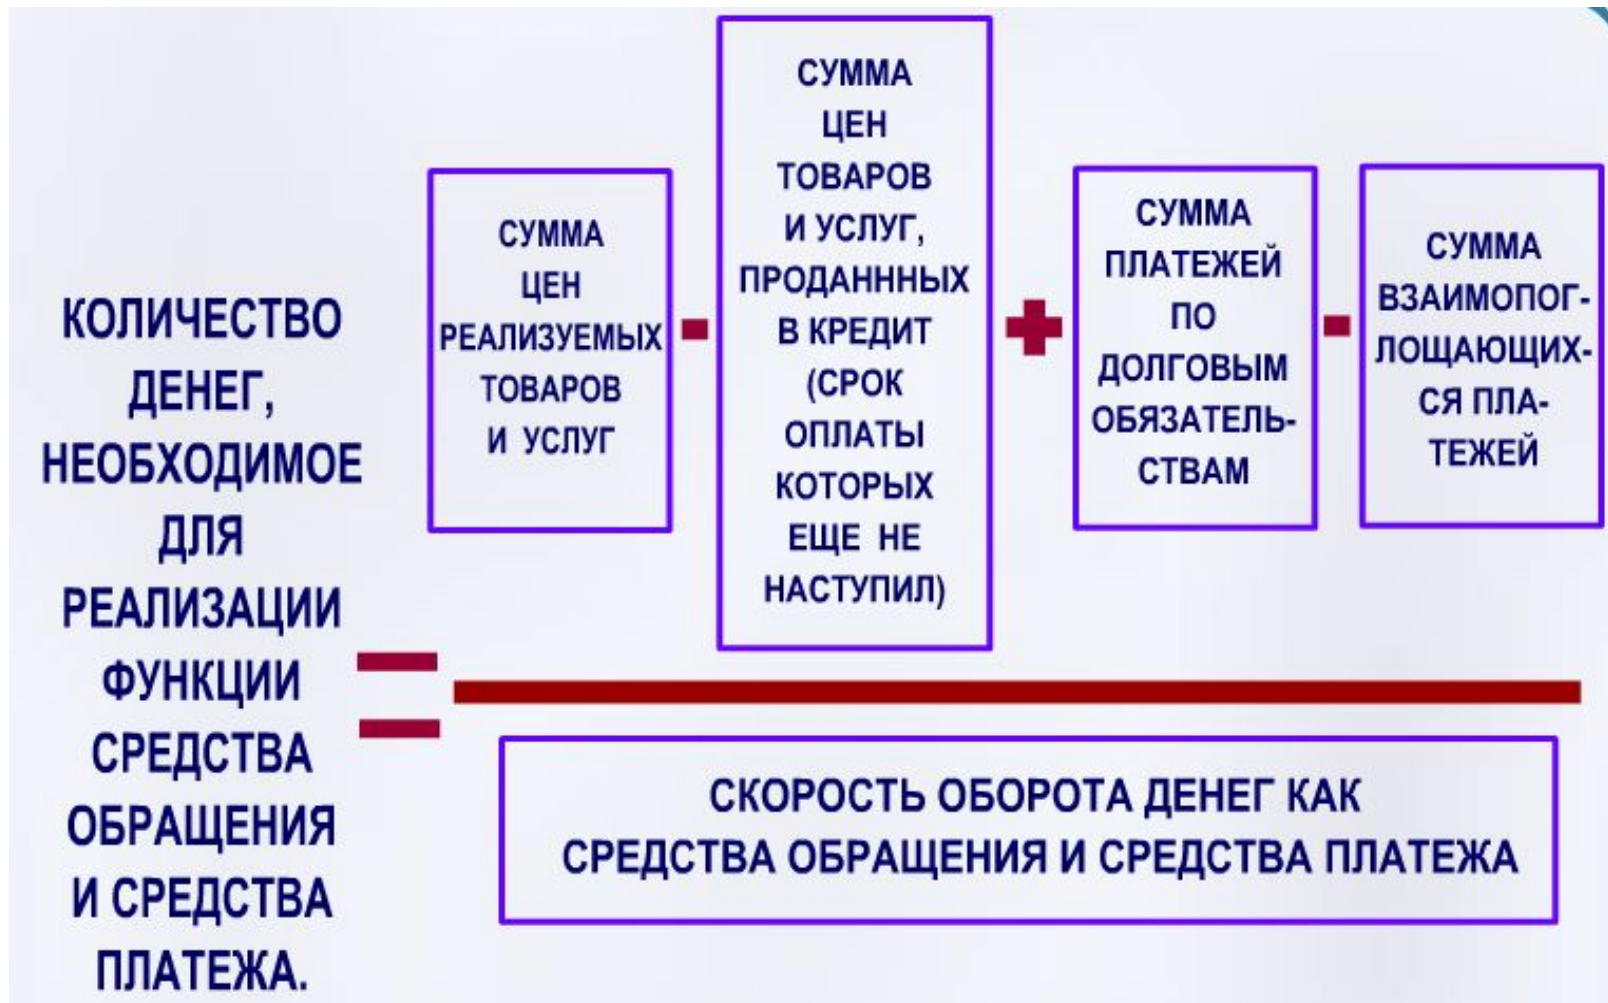 КОЛИЧЕСТВО
ДЕНЕГ,
НЕОБХОДИМОЕ
ДЛЯ
РЕАЛИЗАЦИИ
ФУНКЦИИ
СРЕДСТВА
ОБРАЩЕНИЯ
И СРЕДСТВА
ПЛАТЕЖА.
=
СУММА
ЦЕН
РЕАЛИЗУЕМЫХ
ТОВАРОВ
И УСЛУГ
-
СУММА
ЦЕН
ТОВАРОВ
И УСЛУГ,
ПРОДАНННЫХ
В КРЕДИТ
(СРОК
ОПЛАТЫ
КОТОРЫХ
ЕЩЕ НЕ
НАСТУПИЛ)
+
СУММА
ПЛАТЕЖЕЙ
ПО
ДОЛГОВЫМ
ОБЯЗАТЕЛЬ-
СТВАМ
-
СУММА
ВЗАИМОПОГ-
ЛОЩАЮЩИХ-
СЯ ПЛА-
ТЕЖЕЙ
СКОРОСТЬ ОБОРОТА ДЕНЕГ КАК
СРЕДСТВА ОБРАЩЕНИЯ И СРЕДСТВА ПЛАТЕЖА